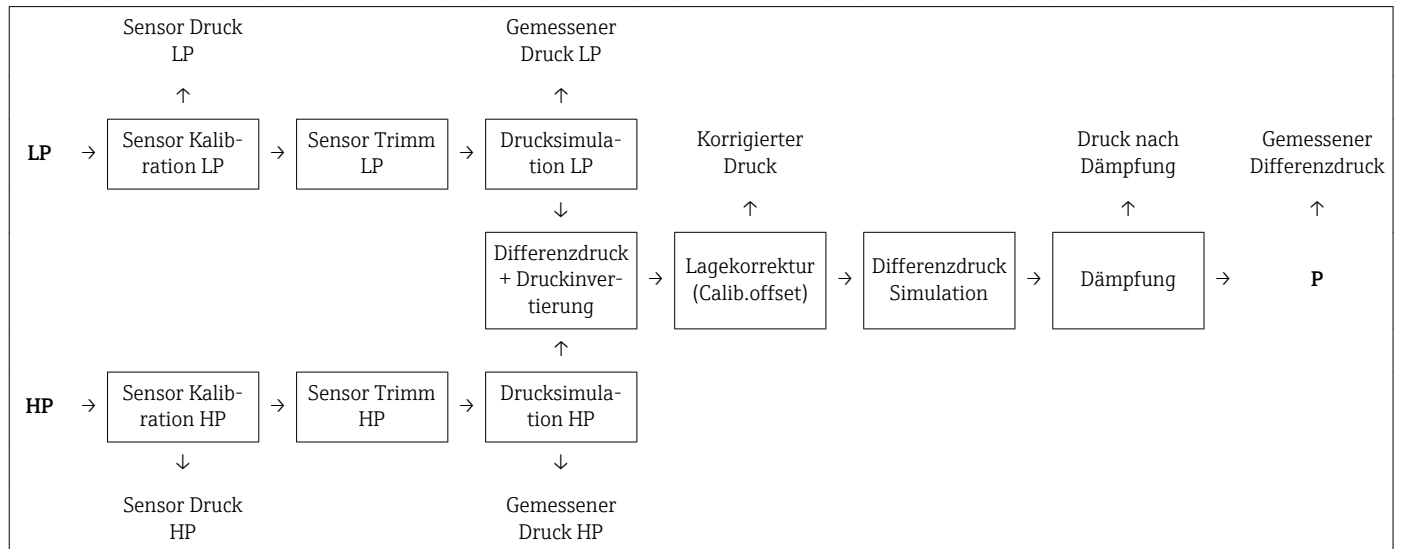 Sensor Druck
LP
Gemessener
Druck LP
↑
↑
LP
→
Sensor Kalib-
ration LP
→
Sensor Trimm
LP
→
Drucksimula-
tion LP
Korrigierter
Druck
Druck nach
Dämpfung
Gemessener
Differenzdruck
↓
↑
↑
↑
Differenzdruck
+ Druckinver-
tierung
→
Lagekorrektur
(Calib.offset)
→
Differenzdruck
Simulation
→
Dämpfung
→
P
↑
HP
→
Sensor Kalib-
ration HP
→
Sensor Trimm
HP
→
Drucksimula-
tion HP
↓
↓
Sensor Druck
HP
Gemessener
Druck HP